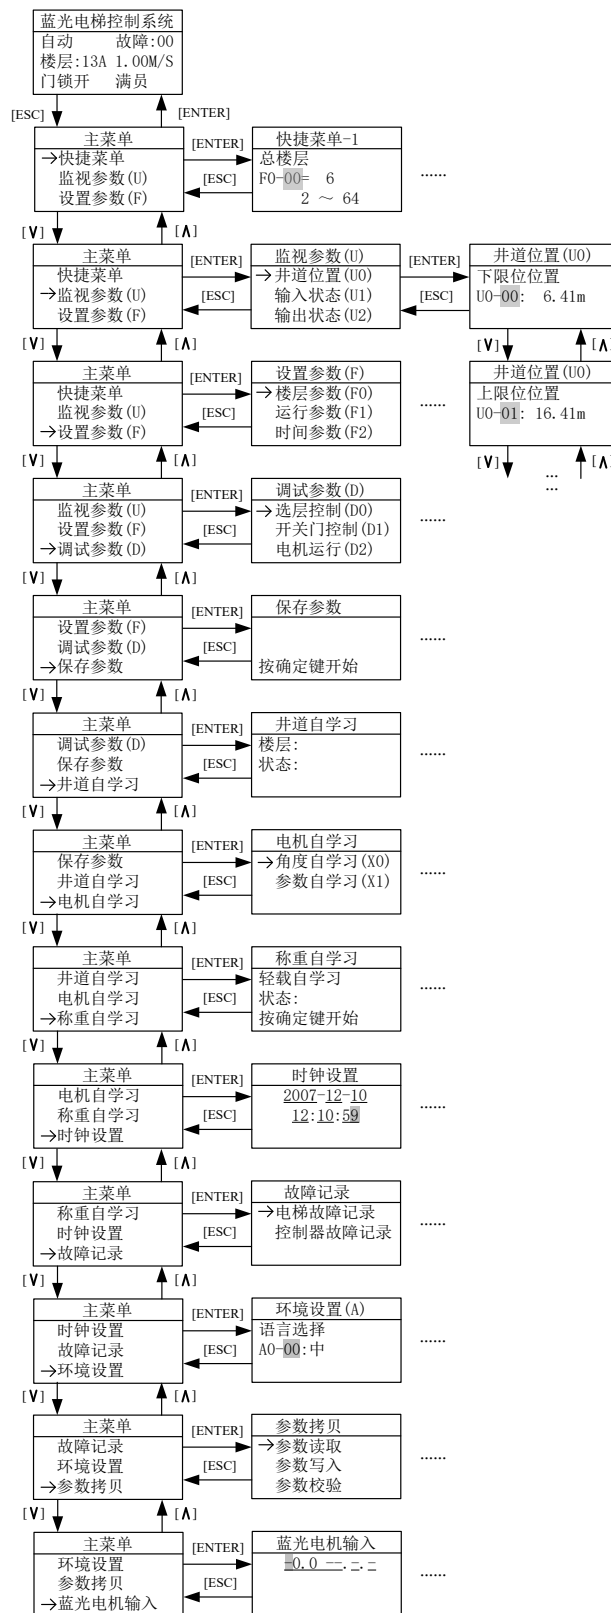 蓝光电梯控制系统
自动 故障:00
楼层:13A 1.00M/S
门锁开 满员
[ESC] [ENTER]
主菜单
→快捷菜单
监视参数(U)
设置参数(F)
[ENTER]
[ESC]
快捷菜单-1
总楼层
F0-00= 6
2 ～ 64
......
[∨] [∧]
主菜单
快捷菜单
→监视参数(U)
设置参数(F)
[ENTER]
[ESC]
监视参数(U)
→井道位置(U0)
输入状态(U1)
输出状态(U2)
[ENTER]
[ESC]
井道位置(U0)
下限位位置
U0-00: 6.41m
[∨] [∧]
[∨] [∧]
主菜单
快捷菜单
监视参数(U)
→设置参数(F)
[ENTER]
[ESC]
设置参数(F)
→楼层参数(F0)
运行参数(F1)
时间参数(F2)
......
井道位置(U0)
上限位位置
U0-01: 16.41m
[∨] [∧]
...
...
[∨] [∧]
主菜单
监视参数(U)
设置参数(F)
→调试参数(D)
[ENTER]
[ESC]
调试参数(D)
→选层控制(D0)
开关门控制(D1)
电机运行(D2)
......
[∨] [∧]
主菜单
设置参数(F)
调试参数(D)
→保存参数
[ENTER]
[ESC]
保存参数
按确定键开始
......
[∨] [∧]
主菜单
调试参数(D)
保存参数
→井道自学习
[ENTER]
[ESC]
井道自学习
楼层:
状态:
......
[∨] [∧]
主菜单
保存参数
井道自学习
→电机自学习
[ENTER]
[ESC]
电机自学习
→角度自学习(X0)
参数自学习(X1)
......
[∨] [∧]
主菜单
井道自学习
电机自学习
→称重自学习
[ENTER]
[ESC]
称重自学习
轻载自学习
状态:
按确定键开始
......
[∨] [∧]
主菜单
电机自学习
称重自学习
→时钟设置
[ENTER]
[ESC]
时钟设置
2007-12-10
12:10:59
......
[∨] [∧]
主菜单
称重自学习
时钟设置
→故障记录
[ENTER]
[ESC]
故障记录
→电梯故障记录
控制器故障记录
......
[∨] [∧]
主菜单
时钟设置
故障记录
→环境设置
[ENTER]
[ESC]
环境设置(A)
语言选择
A0-00:中
......
[∨] [∧]
主菜单
故障记录
环境设置
→参数拷贝
[ENTER]
[ESC]
参数拷贝
→参数读取
参数写入
参数校验
......
[∨] [∧]
主菜单
环境设置
参数拷贝
→蓝光电机输入
[ENTER]
[ESC]
蓝光电机输入
-0.0 --.-.-
......